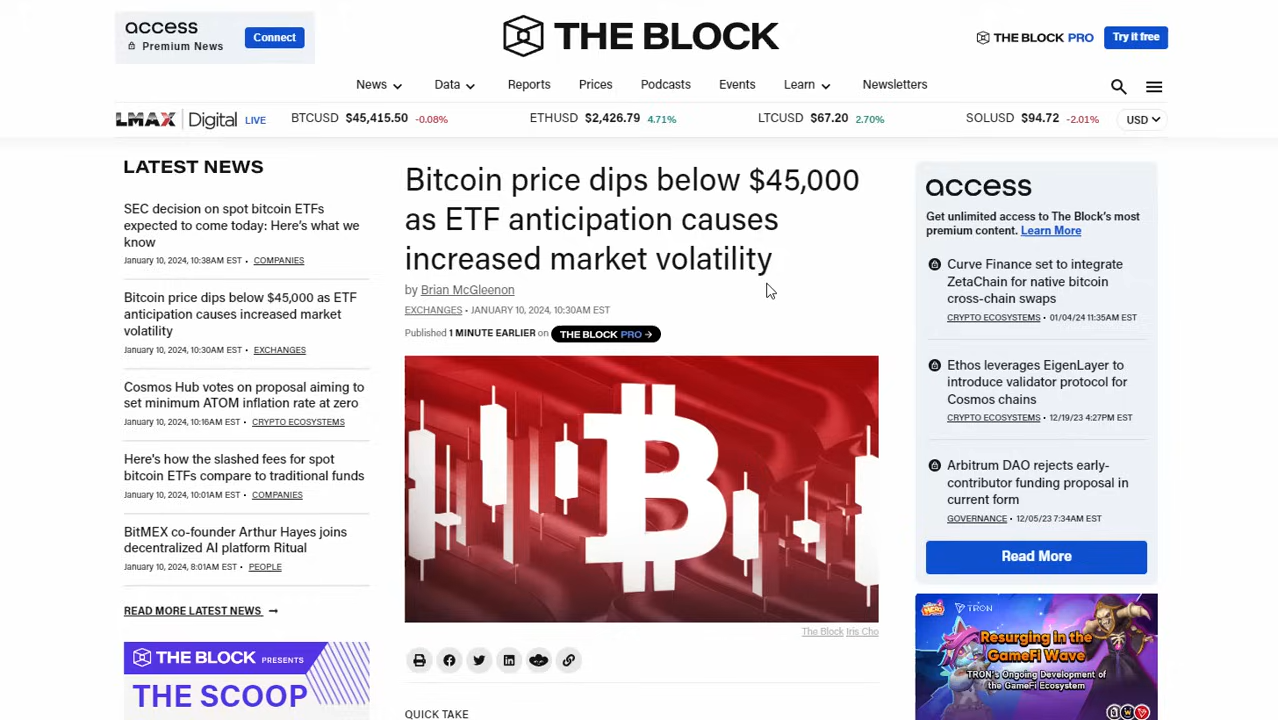 access
Premium News
Connect
THE BLOCK
THE BLOCK PRO
Try it free
News
Data
Reports
Prices
Podcasts
Events
Learn
Newsletters
LMAX Digital LIVE
BTCUSD $45,415.50 -0.08%
ETHUSD $2,426.79 4.71%
LTCUSD $67.20 2.70%
SOLUSD $94.72 -2.01%
USD
LATEST NEWS
SEC decision on spot bitcoin ETFs
expected to come today: Here's what we
know
January 10, 2024, 10:38AM EST • COMPANIES
Bitcoin price dips below $45,000 as ETF
anticipation causes increased market
volatility
January 10, 2024, 10:30AM EST • EXCHANGES
Cosmos Hub votes on proposal aiming to
set minimum ATOM inflation rate at zero
January 10, 2024, 10:16AM EST • CRYPTO ECOSYSTEMS
Here's how the slashed fees for spot
bitcoin ETFs compare to traditional funds
January 10, 2024, 10:01AM EST • COMPANIES
BitMEX co-founder Arthur Hayes joins
decentralized AI platform Ritual
January 10, 2024, 8:01AM EST • PEOPLE
READ MORE LATEST NEWS →
THE BLOCK PRESENTS
THE SCOOP
Bitcoin price dips below $45,000
as ETF anticipation causes
increased market volatility
by Brian McGleenon
EXCHANGES • JANUARY 10, 2024, 10:30AM EST
Published 1 MINUTE EARLIER on THE BLOCK PRO →
The Block Iris Cho
QUICK TAKE
access
Get unlimited access to The Block's most
premium content. Learn More
Curve Finance set to integrate
ZetaChain for native bitcoin
cross-chain swaps
CRYPTO ECOSYSTEMS • 01/04/24 11:35AM EST
Ethos leverages EigenLayer to
introduce validator protocol for
Cosmos chains
CRYPTO ECOSYSTEMS • 12/19/23 4:27PM EST
Arbitrum DAO rejects early-
contributor funding proposal in
current form
GOVERNANCE • 12/05/23 7:34AM EST
Read More
TRON
Resurging in the
GameFi Wave
TRON's Ongoing Development of
the GameFi Ecosystem